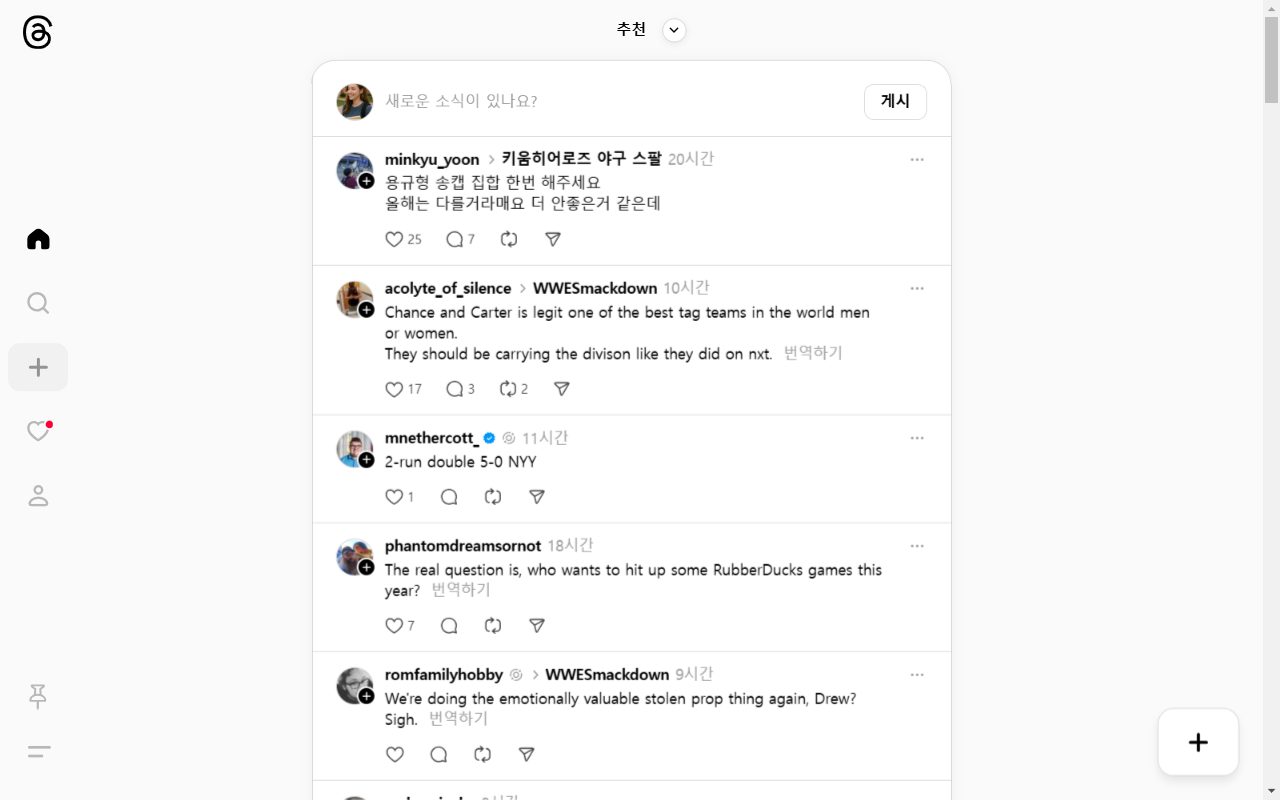 추천
새로운 소식이 있나요?
게시
minkyu_yoon > 키움히어로즈 야구 스팔 20시간
용규형 송캡 집합 한번 해주세요
올해는 다를거라매요 더 안좋은거 같은데
25 7
acolyte_of_silence > WWESmackdown 10시간
Chance and Carter is legit one of the best tag teams in the world men
or women.
They should be carrying the divison like they did on nxt. 번역하기
17 3 2
mnethercott_ 11시간
2-run double 5-0 NYY
1
phantomdreamsornot 18시간
The real question is, who wants to hit up some RubberDucks games this
year? 번역하기
7
romfamilyhobby > WWESmackdown 9시간
We're doing the emotionally valuable stolen prop thing again, Drew?
Sigh. 번역하기